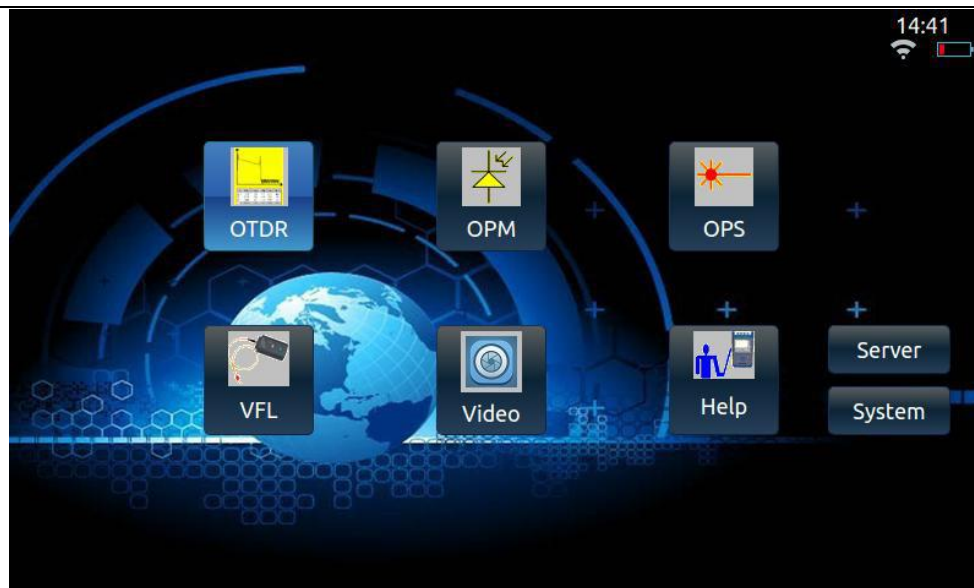 14:41
OTDR
OPM
OPS
VFL
Video
Help
Server
System